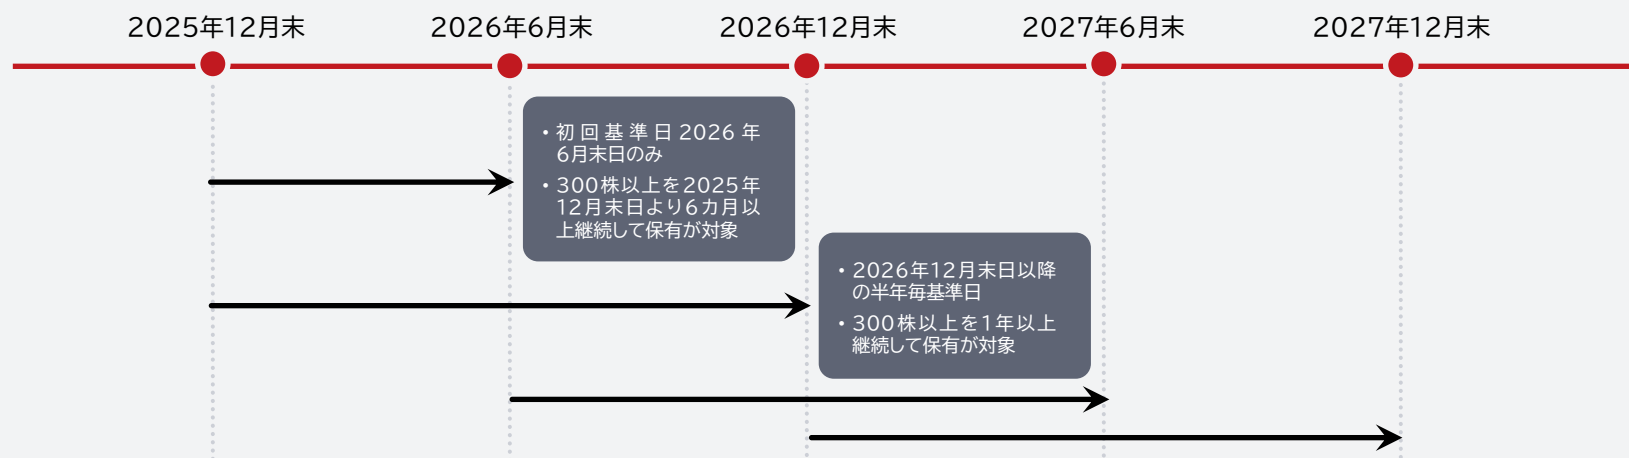 2025年12月末
2026年6月末
2026年12月末
2027年6月末
2027年12月末
・初回基準日2026年
6月末日のみ
・300株以上を2025年
12月末日より6カ月以
上継続して保有が対象
・2026年12月末日以降
の半年毎基準日
・300株以上を1年以上
継続して保有が対象